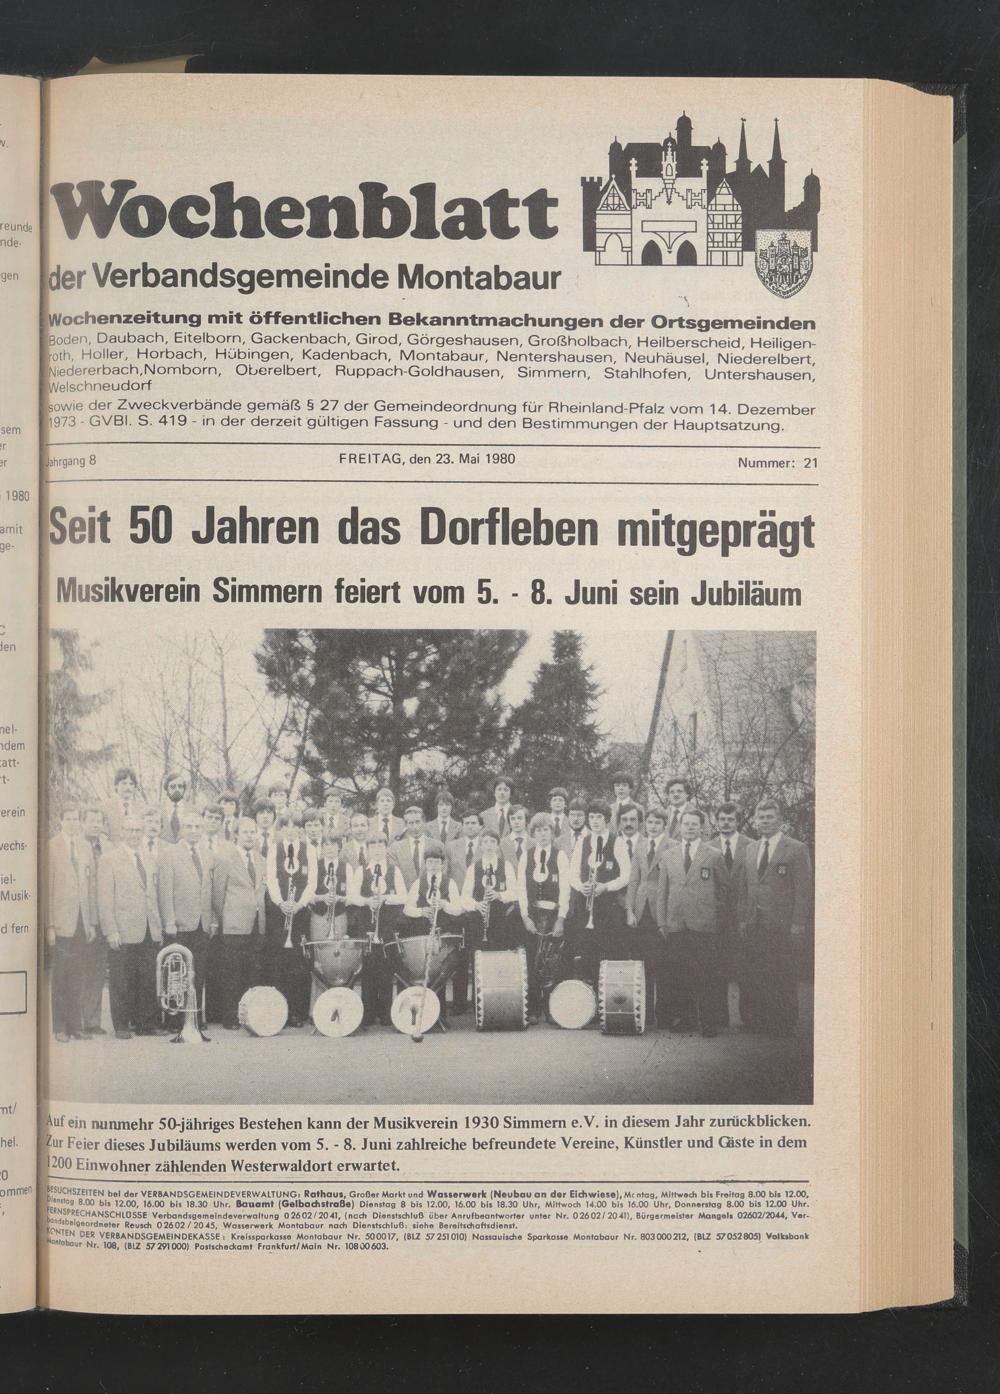 Wochenblatt
der Verbandsgemeinde Montabaur
Wochenzeitung mit öffentlichen Bekanntmachungen der Ortsgemeinden
Boden, Daubach, Eitelborn, Gackenbach, Girod, Görgeshausen, Großholbach, Heilberscheid, Heiligen-
roth, Holler, Horbach, Hübingen, Kadenbach, Montabaur, Nentershausen, Neuhäusel, Niederelbert,
Niedererbach,Nomborn, Oberelbert, Ruppach-Goldhausen, Simmern, Stahlhofen, Untershausen,
Welschneudorf
sowie der Zweckverbände gemäß § 27 der Gemeindeordnung für Rheinland-Pfalz vom 14. Dezember
1973 - GVBl. S. 419 - in der derzeit gültigen Fassung - und den Bestimmungen der Hauptsatzung.
Jahrgang 8 FREITAG, den 23. Mai 1980 Nummer: 21
Seit 50 Jahren das Dorfleben mitgeprägt
Musikverein Simmern feiert vom 5. - 8. Juni sein Jubiläum
Auf ein nunmehr 50-jähriges Bestehen kann der Musikverein 1930 Simmern e.V. in diesem Jahr zurückblicken.
Zur Feier dieses Jubiläums werden vom 5. - 8. Juni zahlreiche befreundete Vereine, Künstler und Gäste in dem
1200 Einwohner zählenden Westerwaldort erwartet.
BESUCHSZEITEN bei der VERBANDSGEMEINDEVERWALTUNG: Rathaus, Großer Markt und Wasserwerk (Neubau an der Eichwiese), Montag, Mittwoch bis Freitag 8.00 bis 12.00,
Dienstag 8.00 bis 12.00, 16.00 bis 18.30 Uhr. Bauamt (Gelbachstraße) Dienstag 8 bis 12.00, 16.00 bis 18.30 Uhr, Mittwoch 14.00 bis 16.00 Uhr, Donnerstag 8.00 bis 12.00 Uhr.
FERNSPRECHANSCHLÜSSE Verbandsgemeindeverwaltung 02602/2041, (nach Dienstschluß über Anrufbeantworter unter Nr. 02602/2041), Bürgermeister Mangels 02602/2044, Ver-
bandsbeigeordneter Reusch 02602/2045, Wasserwerk Montabaur nach Dienstschluß: siehe Bereitschaftsdienst.
KONTEN DER VERBANDSGEMEINDEKASSE: Kreissparkasse Montabaur Nr. 500017, (BLZ 57251010) Nassauische Sparkasse Montabaur Nr. 803000212, (BLZ 57052805) Volksbank
Montabaur Nr. 108, (BLZ 57291000) Postscheckamt Frankfurt/Main Nr. 10800603.